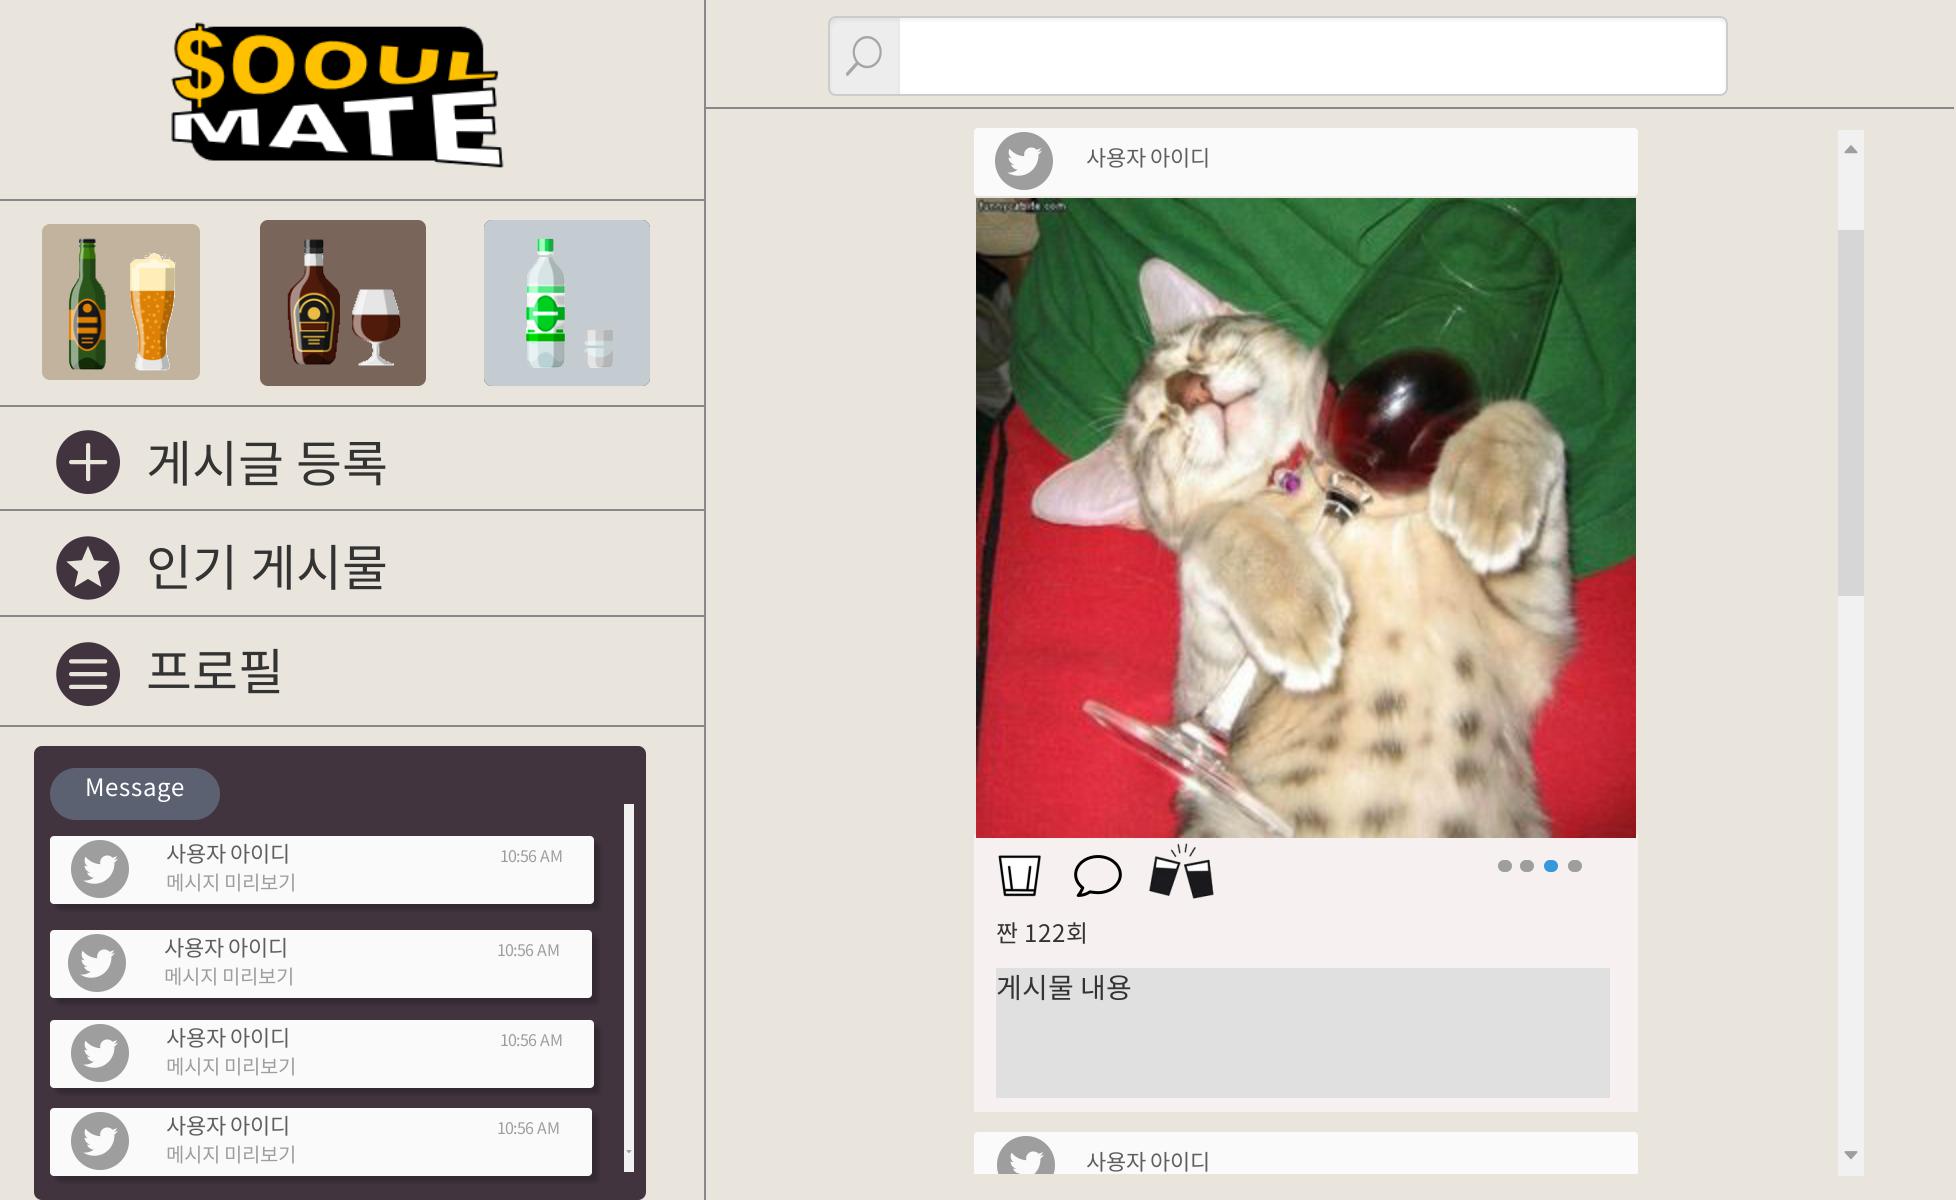 $OOUL
MATE
게시글 등록
인기 게시물
프로필
Message
사용자 아이디
10:56 AM
메시지 미리보기
사용자 아이디
10:56 AM
메시지 미리보기
사용자 아이디
10:56 AM
메시지 미리보기
사용자 아이디
10:56 AM
메시지 미리보기
사용자 아이디
짠 122회
게시물 내용
사용자 아이디